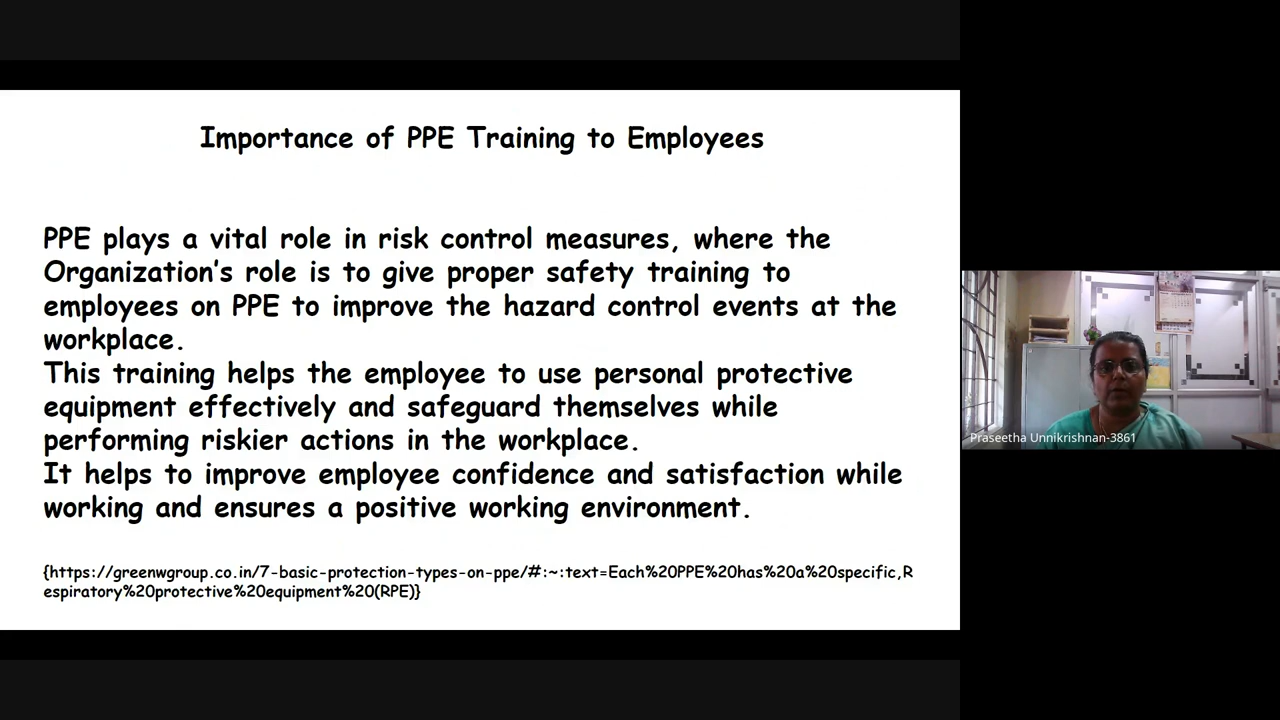 Importance of PPE Training to Employees
PPE plays a vital role in risk control measures, where the
Organization's role is to give proper safety training to
employees on PPE to improve the hazard control events at the
workplace.
This training helps the employee to use personal protective
equipment effectively and safeguard themselves while
performing riskier actions in the workplace.
It helps to improve employee confidence and satisfaction while
working and ensures a positive working environment.
{https://greenwgroup.co.in/7-basic-protection-types-on-ppe/#:~:text=Each%20PPE%20has%20a%20specific,R
espiratory%20protective%20equipment%20(RPE)}
Praseetha Unnikrishnan-3861